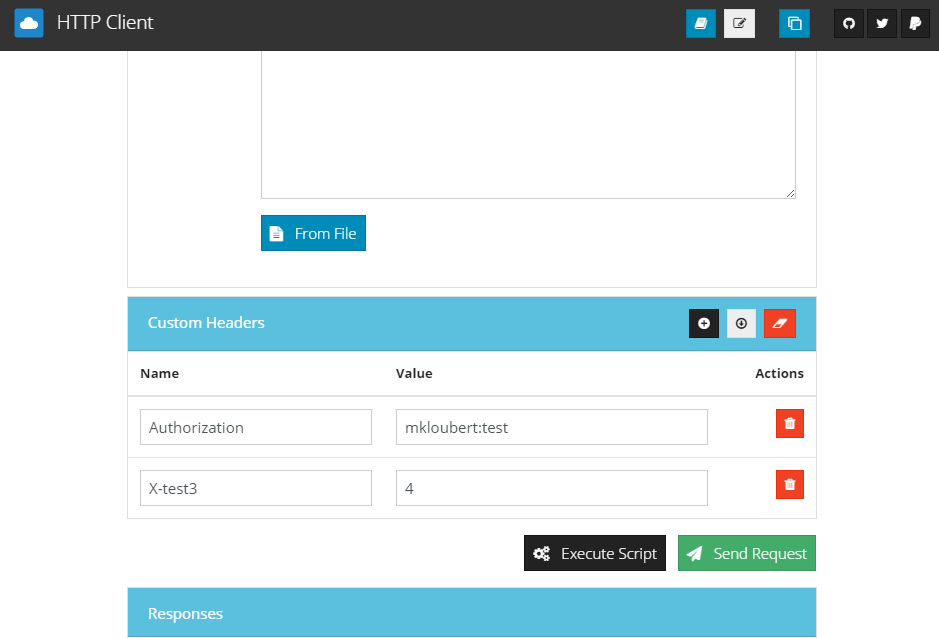 HTTP Client
From File
Custom Headers
Name Value Actions
Authorization mkloubert:test
X-test3 4
Execute Script Send Request
Responses